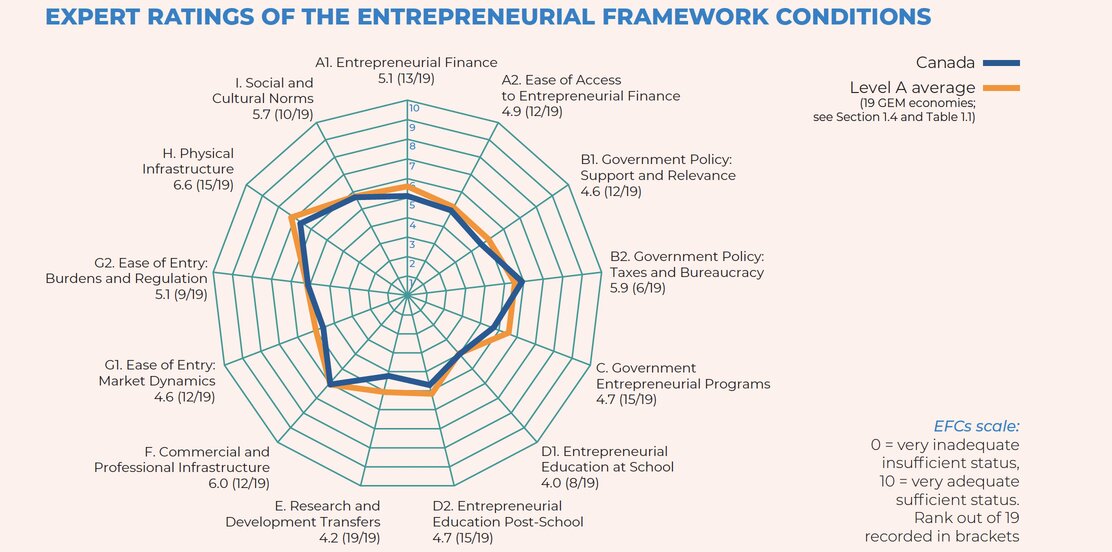 EXPERT RATINGS OF THE ENTREPRENEURIAL FRAMEWORK CONDITIONS
Canada
Level A average
(19 GEM economies;
see Section 1.4 and Table 1.1)
A1. Entrepreneurial Finance
5.1 (13/19)
A2. Ease of Access
to Entrepreneurial Finance
4.9 (12/19)
B1. Government Policy:
Support and Relevance
4.6 (12/19)
B2. Government Policy:
Taxes and Bureaucracy
5.9 (6/19)
C. Government
Entrepreneurial Programs
4.7 (15/19)
D1. Entrepreneurial
Education at School
4.0 (8/19)
D2. Entrepreneurial
Education Post-School
4.7 (15/19)
E. Research and
Development Transfers
4.2 (19/19)
F. Commercial and
Professional Infrastructure
6.0 (12/19)
G1. Ease of Entry:
Market Dynamics
4.6 (12/19)
G2. Ease of Entry:
Burdens and Regulation
5.1 (9/19)
H. Physical
Infrastructure
6.6 (15/19)
I. Social and
Cultural Norms
5.7 (10/19)
10
9
8
7
6
5
4
3
2
1
EFCs scale:
0 = very inadequate
insufficient status,
10 = very adequate
sufficient status.
Rank out of 19
recorded in brackets